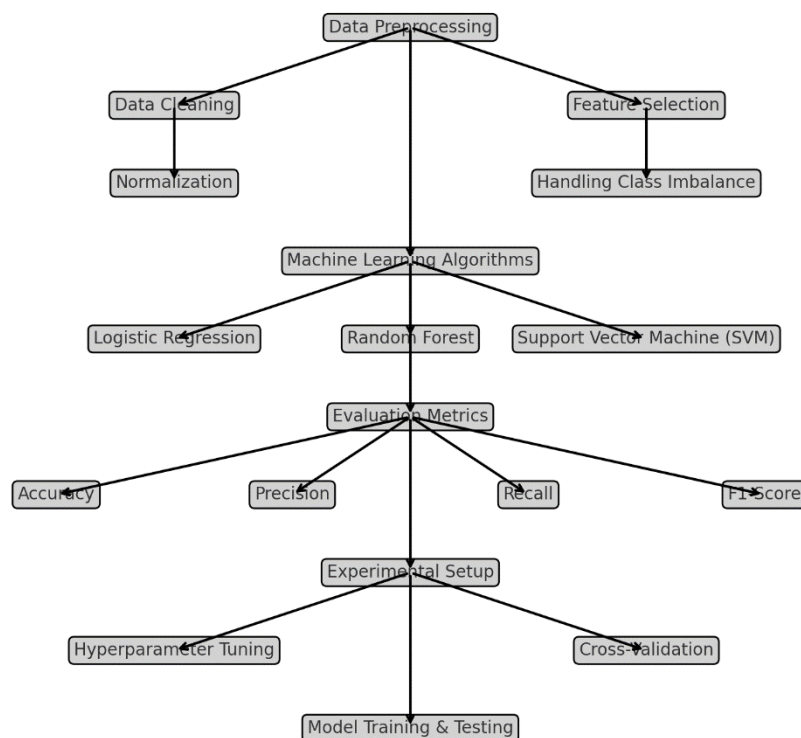 Data Preprocessing
Data Cleaning
Feature Selection
Normalization
Handling Class Imbalance
Machine Learning Algorithms
Logistic Regression
Random Forest
Support Vector Machine (SVM)
Evaluation Metrics
Accuracy
Precision
Recall
F1-Score
Experimental Setup
Hyperparameter Tuning
Cross-Validation
Model Training & Testing